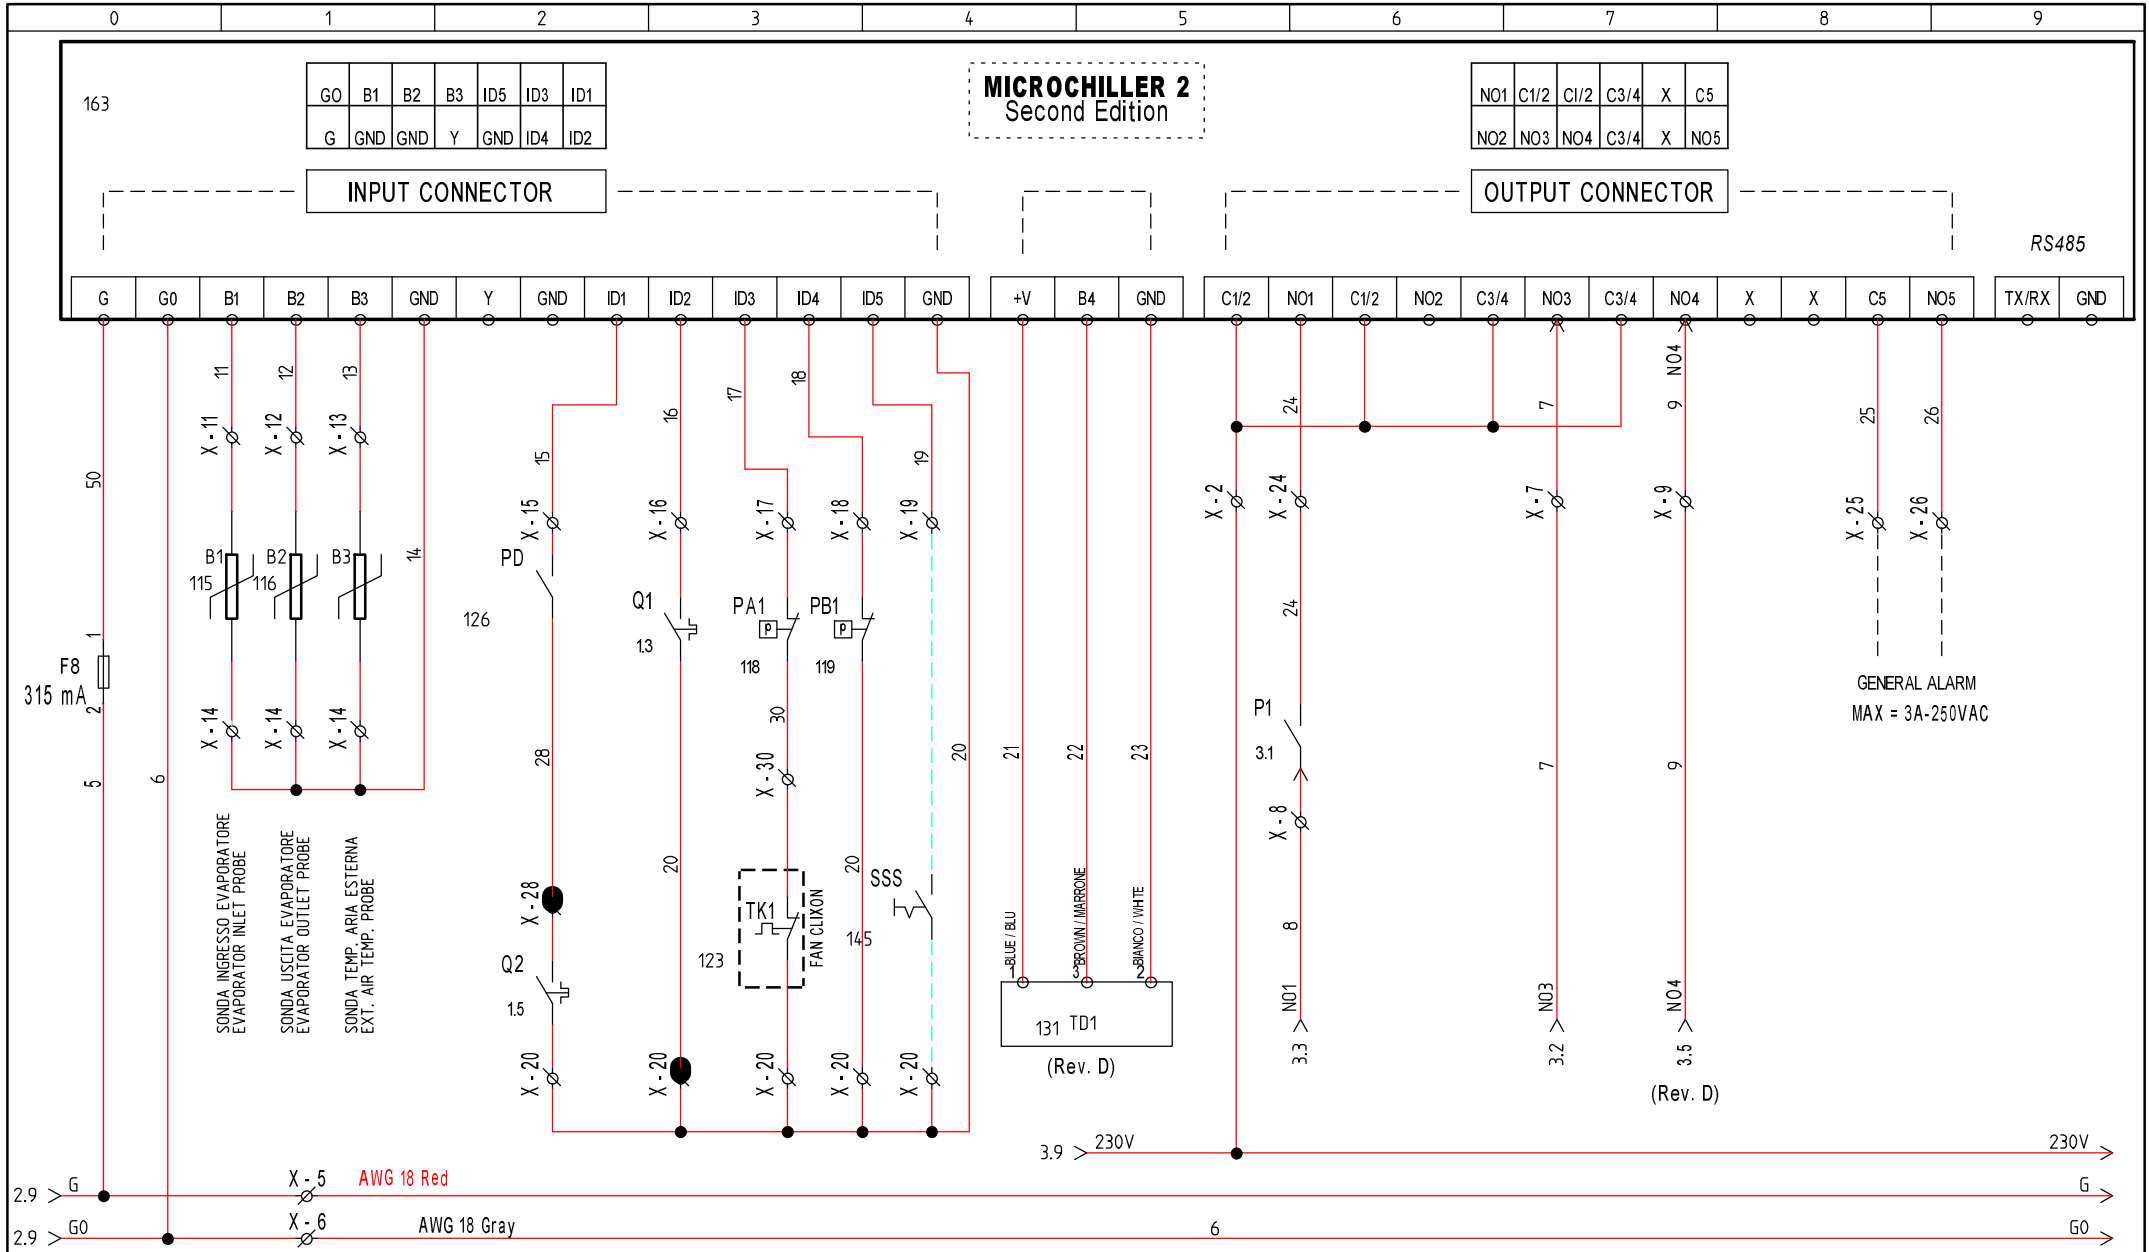 0 1 2 3 4 5 6 7 8 9
163
G0 B1 B2 B3 ID5 ID3 ID1
G GND GND Y GND ID4 ID2
MICROCHILLER 2
Second Edition
NO1 C1/2 CI/2 C3/4 X C5
NO2 NO3 NO4 C3/4 X NO5
INPUT CONNECTOR
OUTPUT CONNECTOR
RS485
G G0 B1 B2 B3 GND Y GND ID1 ID2 ID3 ID4 ID5 GND +V B4 GND C1/2 NO1 C1/2 NO2 C3/4 NO3 C3/4 NO4 X X C5 NO5 TX/RX GND
11 12 13 16 17 18 24 7 NO4 9 25 26
X - 11 X - 12 X - 13
50 15 19
X - 15 X - 16 X - 17 X - 18 X - 19 X - 2 X - 24 X - 7 X - 9 X - 25 X - 26
14
B1 B2 B3
115 116
PD
126
Q1
1.3
PA1 PB1
P P
118 119
24
1
F8
315 mA
2
GENERAL ALARM
MAX = 3A-250VAC
X - 14 X - 14 X - 14
30
P1
3.1
5 6 28 20 21 22 23 7 9
X - 30
X - 8
SONDA INGRESSO EVAPORATORE
EVAPORATOR INLET PROBE
SONDA USCITA EVAPORATORE
EVAPORATOR OUTLET PROBE
SONDA TEMP. ARIA ESTERNA
EXT. AIR TEMP. PROBE
20 20
X - 28
SSS
145
TK1
FAN CLIXON
123
BLUE / BLU
BROWN / MARRONE
BIANCO / WHITE
8
Q2
1.5
1 3 2
131 TD1
(Rev. D)
NO1 NO3 NO4
3.3 3.2 3.5
(Rev. D)
X - 20 X - 20 X - 20 X - 20 X - 20
3.9 230V 230V
2.9 G X - 5 AWG 18 Red G
2.9 G0 X - 6 AWG 18 Gray 6 G0